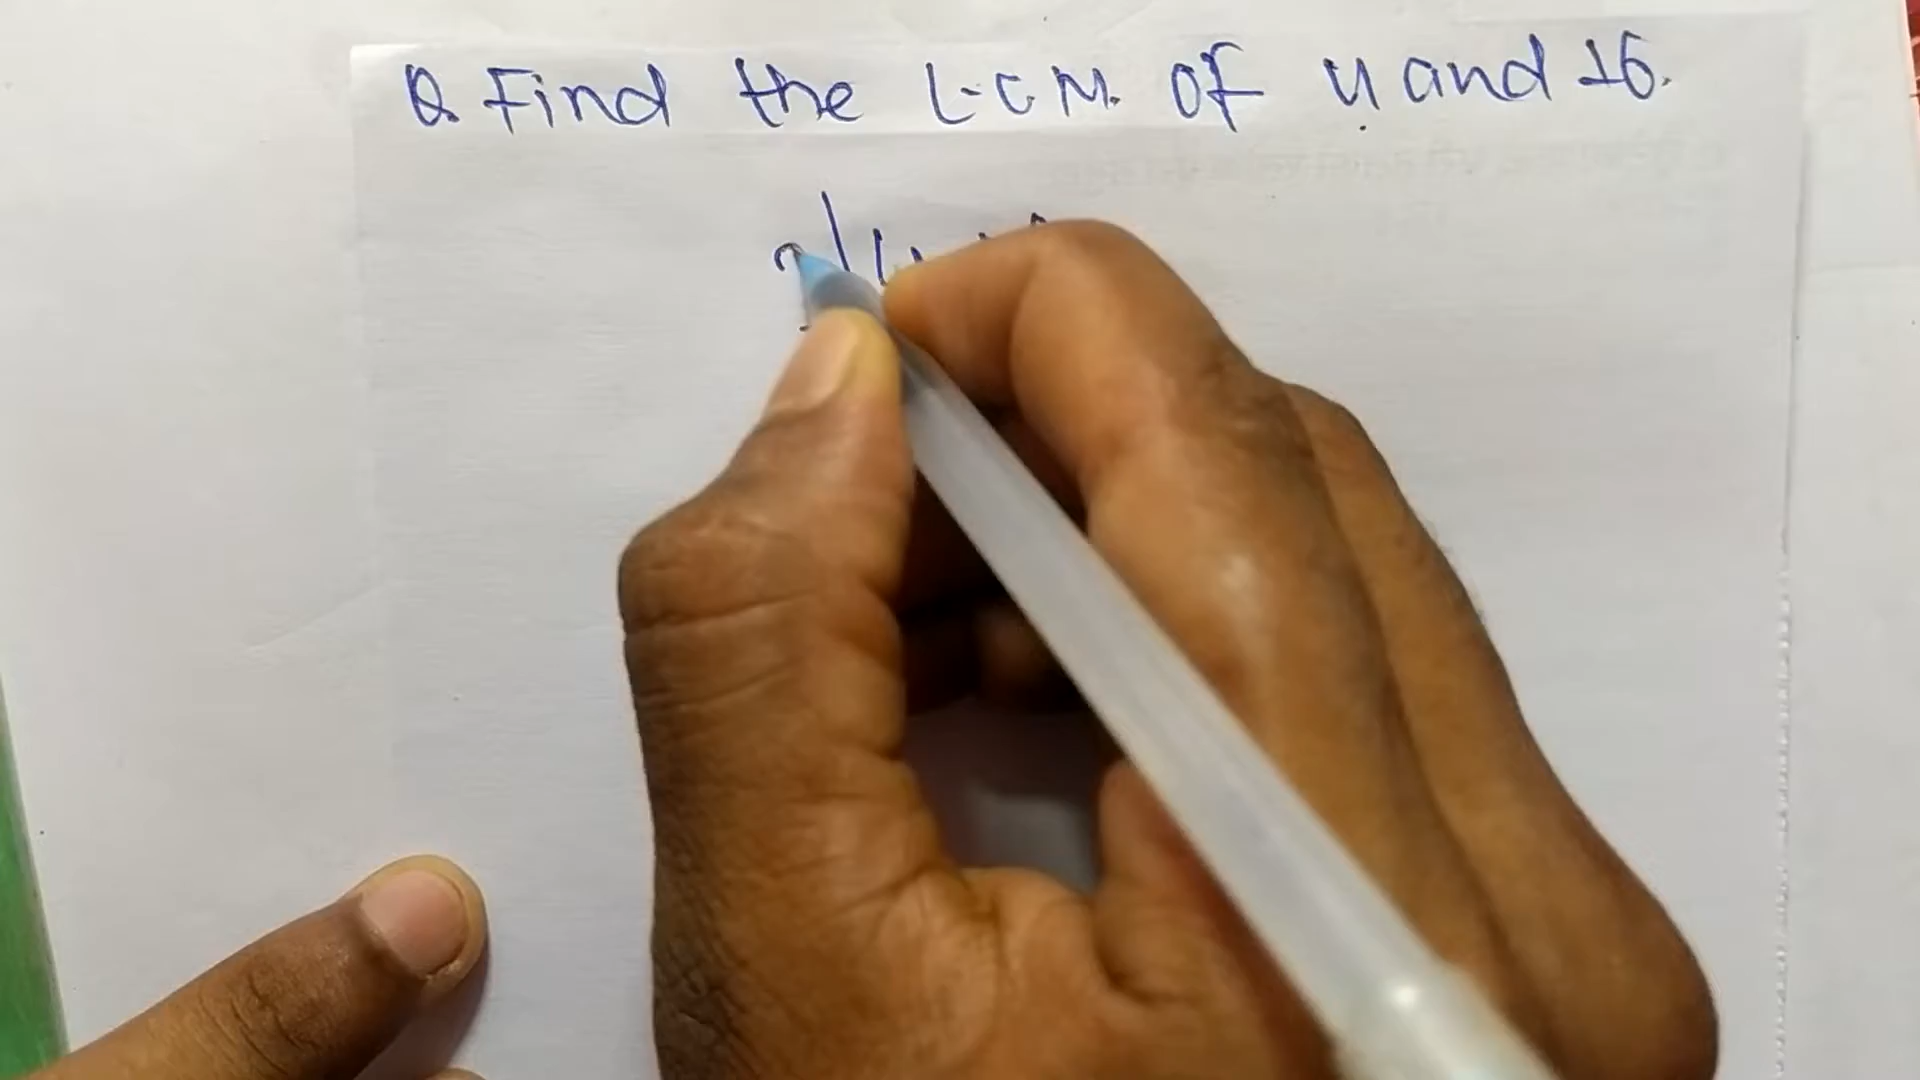 Q. Find the L.C.M. Of 4 and 16.